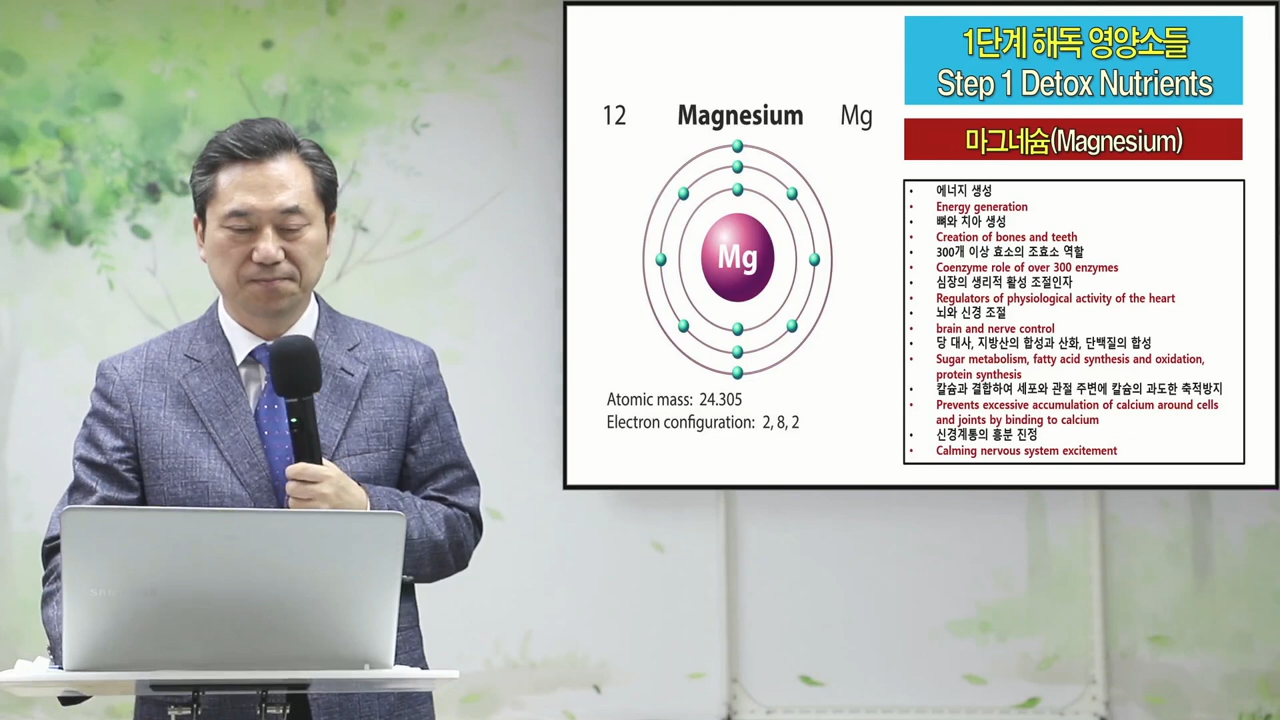 12 Magnesium Mg
Mg
Atomic mass: 24.305
Electron configuration: 2, 8, 2
1단계 해독 영양소들
Step 1 Detox Nutrients
마그네슘(Magnesium)
• 에너지 생성
• Energy generation
• 뼈와 치아 생성
• Creation of bones and teeth
• 300개 이상 효소의 조효소 역할
• Coenzyme role of over 300 enzymes
• 심장의 생리적 활성 조절인자
• Regulators of physiological activity of the heart
• 뇌와 신경 조절
• brain and nerve control
• 당 대사, 지방산의 합성과 산화, 단백질의 합성
• Sugar metabolism, fatty acid synthesis and oxidation,
protein synthesis
• 칼슘과 결합하여 세포와 관절 주변에 칼슘의 과도한 축적방지
• Prevents excessive accumulation of calcium around cells
and joints by binding to calcium
• 신경계통의 흥분 진정
• Calming nervous system excitement